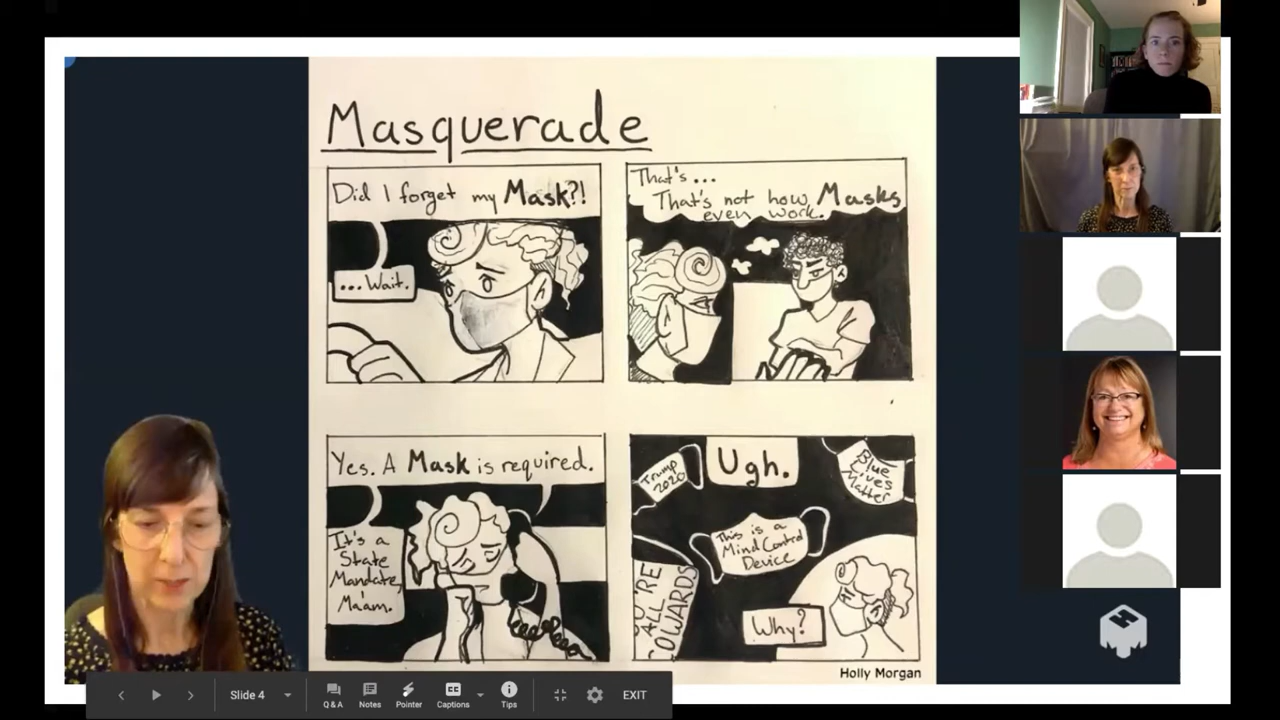 Masquerade
Did I forget my Mask?!
...Wait.
That's...
That's not how Masks
even work.
Yes. A Mask is required.
It's a
State
Mandate,
Ma'am.
Trump
2020
Ugh.
Blue
Lives
Matter
This is a
Mind Control
Device
YOU'RE
ALL
COWARDS
Why?
Holly Morgan
Slide 4
Q & A
Notes
Pointer
CC
Captions
Tips
EXIT